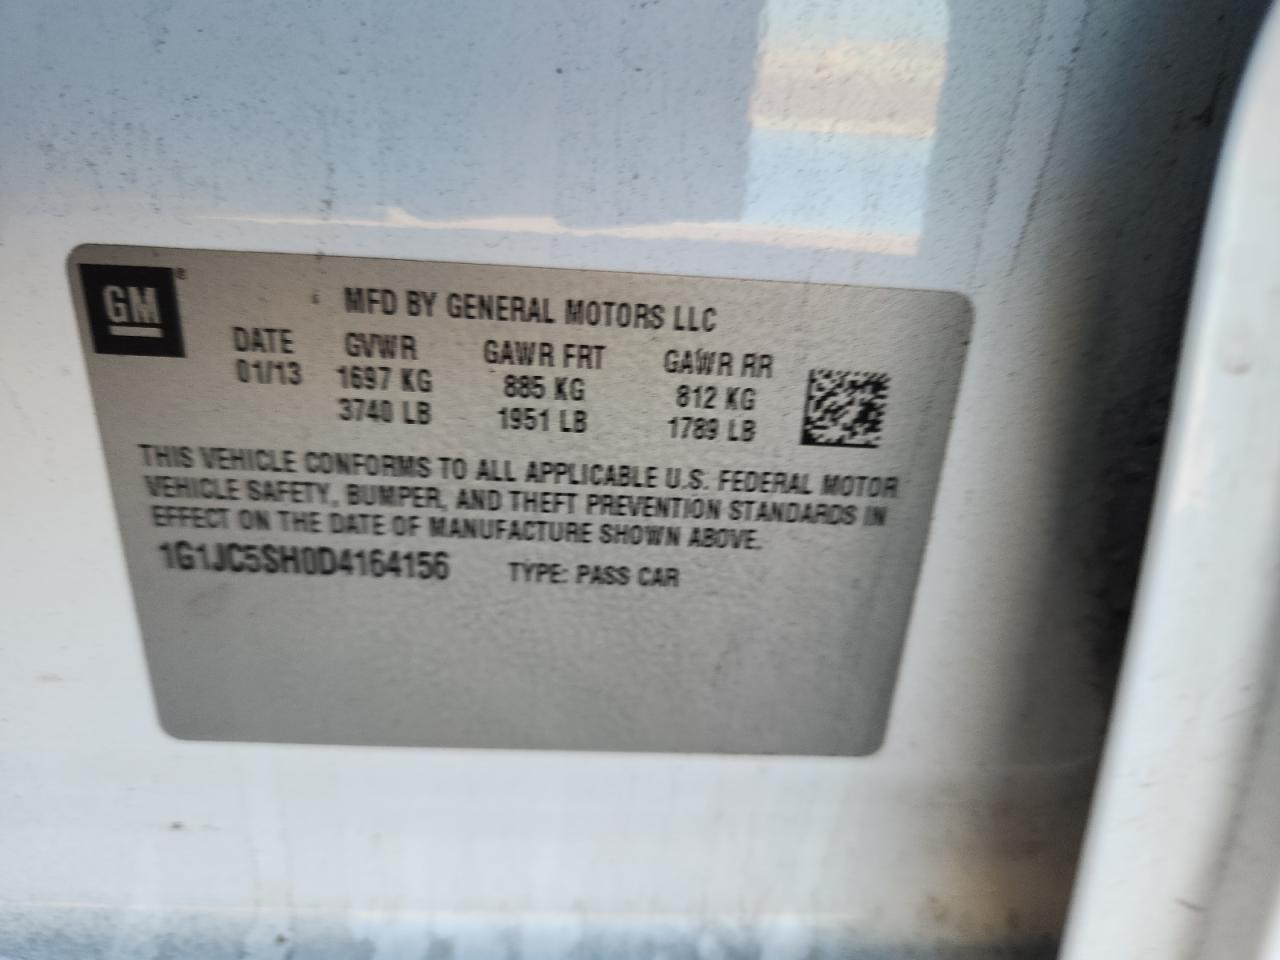 GM ®
MFD BY GENERAL MOTORS LLC
DATE GVWR GAWR FRT GAWR RR
01/13 1697 KG 885 KG 812 KG
3740 LB 1951 LB 1789 LB
THIS VEHICLE CONFORMS TO ALL APPLICABLE U.S. FEDERAL MOTOR
VEHICLE SAFETY, BUMPER, AND THEFT PREVENTION STANDARDS IN
EFFECT ON THE DATE OF MANUFACTURE SHOWN ABOVE.
1G1JC5SH0D4164156 TYPE: PASS CAR